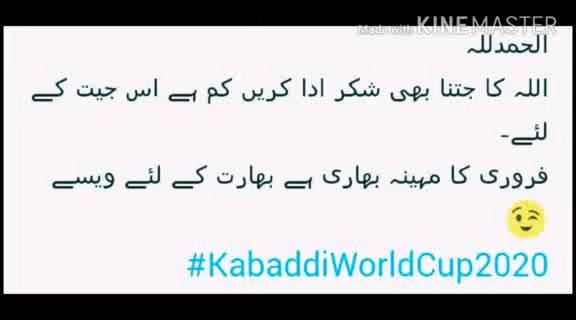 Made with KINEMASTER
الحمدللہ
اللہ کا جتنا بھی شکر ادا کریں کم ہے اس جیت کے
لئے۔
فروری کا مہینہ بھاری ہے بھارت کے لئے ویسے
😉
#KabaddiWorldCup2020